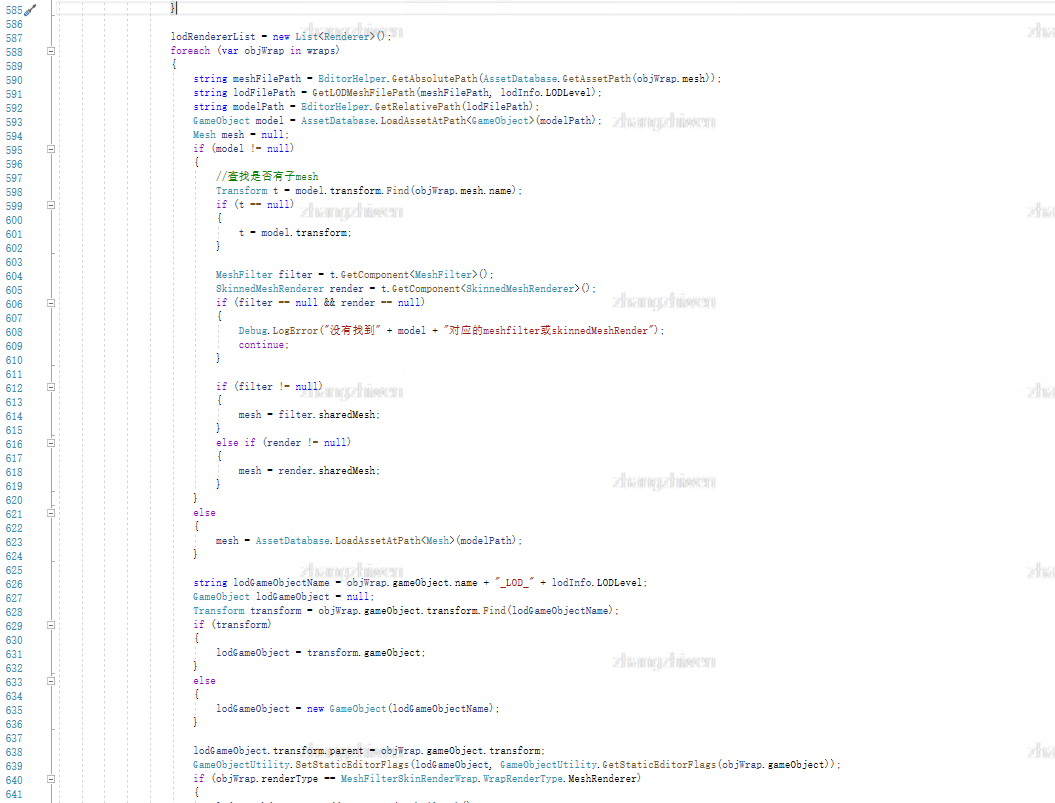 585 }
586
587 lodRendererList = new List<Renderer>();
588 foreach (var objWrap in wraps)
589 {
590 string meshFilePath = EditorHelper.GetAbsolutePath(AssetDatabase.GetAssetPath(objWrap.mesh));
591 string lodFilePath = GetLODMeshFilePath(meshFilePath, lodInfo.LODLevel);
592 string modelPath = EditorHelper.GetRelativePath(lodFilePath);
593 GameObject model = AssetDatabase.LoadAssetAtPath<GameObject>(modelPath);
594 Mesh mesh = null;
595 if (model != null)
596 {
597 //查找是否有子mesh
598 Transform t = model.transform.Find(objWrap.mesh.name);
599 if (t == null)
600 {
601 t = model.transform;
602 }
603
604 MeshFilter filter = t.GetComponent<MeshFilter>();
605 SkinnedMeshRenderer render = t.GetComponent<SkinnedMeshRenderer>();
606 if (filter == null && render == null)
607 {
608 Debug.LogError("没有找到" + model + "对应的meshfilter或skinnedMeshRender");
609 continue;
610 }
611
612 if (filter != null)
613 {
614 mesh = filter.sharedMesh;
615 }
616 else if (render != null)
617 {
618 mesh = render.sharedMesh;
619 }
620 }
621 else
622 {
623 mesh = AssetDatabase.LoadAssetAtPath<Mesh>(modelPath);
624 }
625
626 string lodGameObjectName = objWrap.gameObject.name + "_LOD_" + lodInfo.LODLevel;
627 GameObject lodGameObject = null;
628 Transform transform = objWrap.gameObject.transform.Find(lodGameObjectName);
629 if (transform)
630 {
631 lodGameObject = transform.gameObject;
632 }
633 else
634 {
635 lodGameObject = new GameObject(lodGameObjectName);
636 }
637
638 lodGameObject.transform.parent = objWrap.gameObject.transform;
639 GameObjectUtility.SetStaticEditorFlags(lodGameObject, GameObjectUtility.GetStaticEditorFlags(objWrap.gameObject));
640 if (objWrap.renderType == MeshFilterSkinRenderWrap.WrapRenderType.MeshRenderer)
641 {